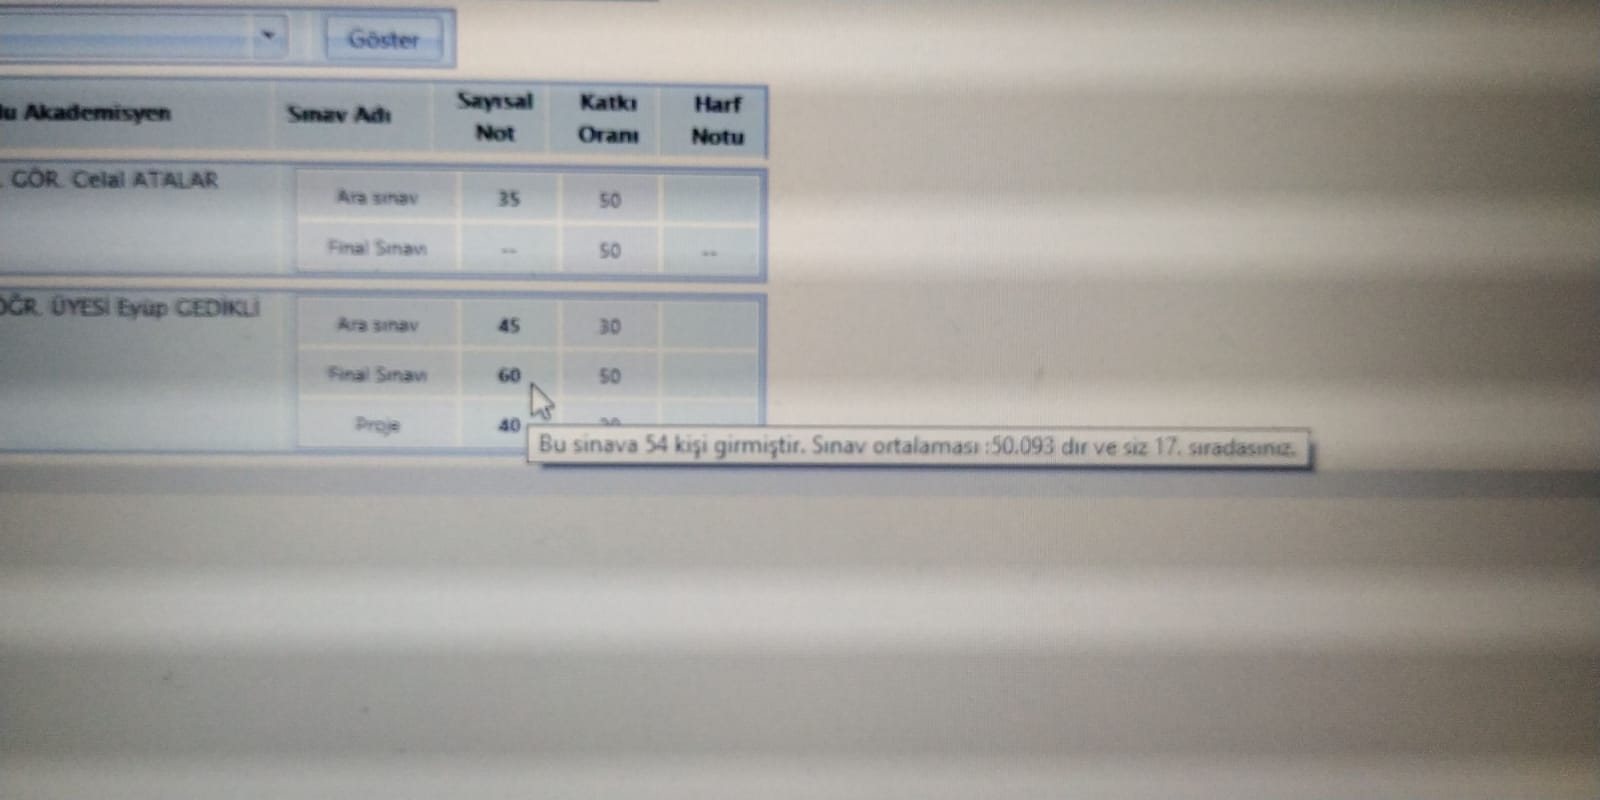 Göster
lu Akademisyen Sınav Adı Sayısal Not Katkı Oranı Harf Notu
. GÖR. Celal ATALAR
Ara sınav 35 50
Final Sınavı -- 50 --
ÖĞR. ÜYESİ Eyüp GEDİKLİ
Ara sınav 45 30
Final Sınavı 60 50
Proje 40
Bu sınava 54 kişi girmiştir. Sınav ortalaması :50.093 dır ve siz 17. sıradasınız.